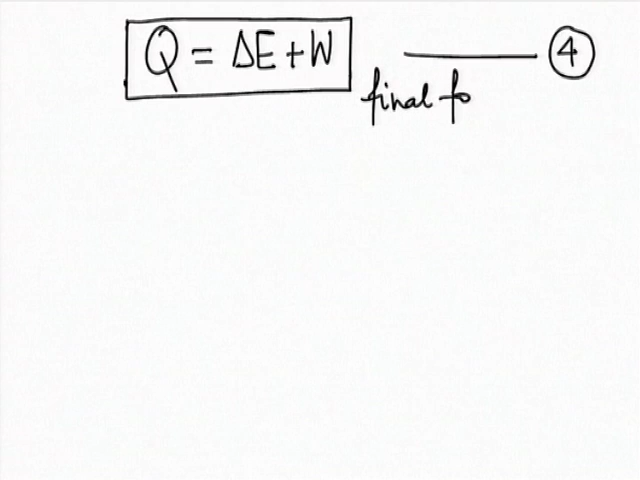 Q = ΔE + W 4
final fo